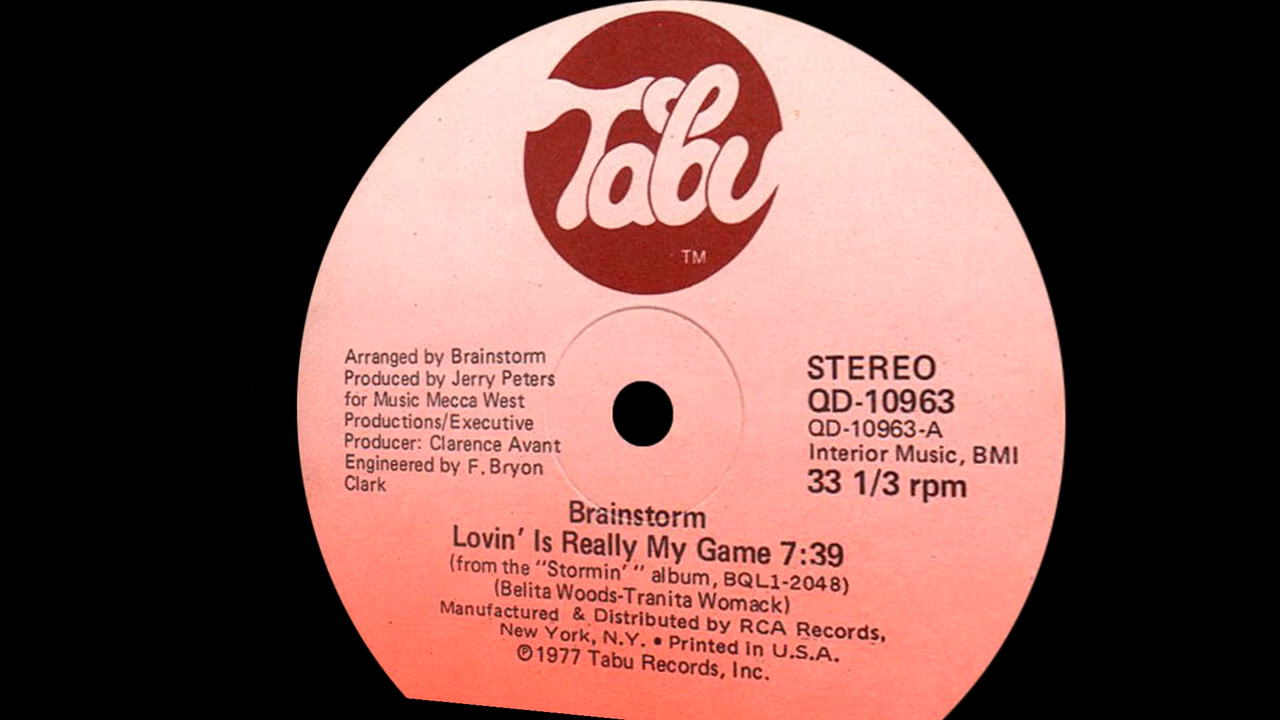 Tabu
TM
Arranged by Brainstorm
Produced by Jerry Peters
for Music Mecca West
Productions/Executive
Producer: Clarence Avant
Engineered by F. Bryon
Clark
STEREO
QD-10963
QD-10963-A
Interior Music, BMI
33 1/3 rpm
Brainstorm
Lovin' Is Really My Game 7:39
(from the "Stormin' " album, BQL1-2048)
(Belita Woods-Tranita Womack)
Manufactured & Distributed by RCA Records,
New York, N.Y. • Printed in U.S.A.
℗1977 Tabu Records, Inc.